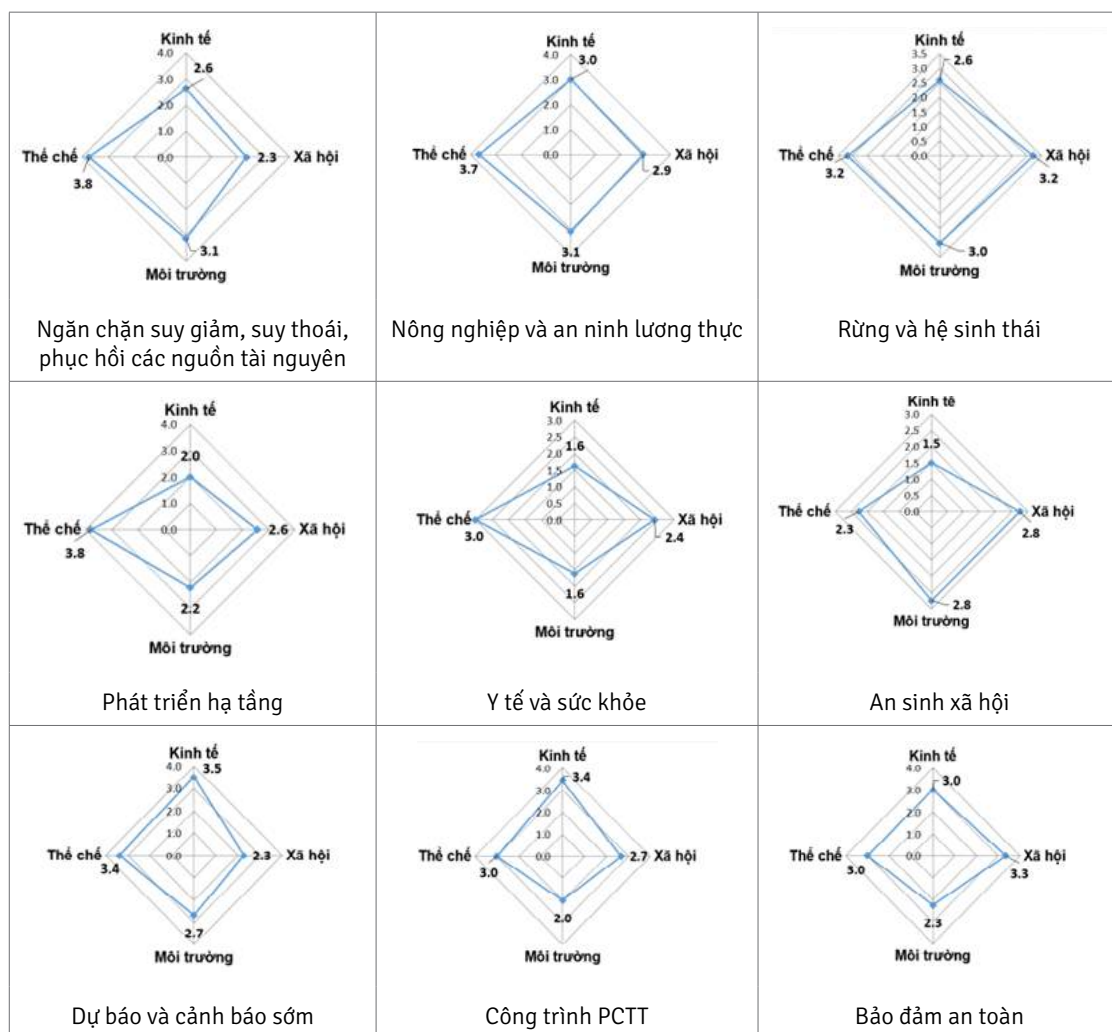 Kinh tế
4.0
2.6
3.0
2.0
1.0
Thể chế
0.0
2.3
Xã hội
3.8
3.1
Môi trường
Ngăn chặn suy giảm, suy thoái,
phục hồi các nguồn tài nguyên
Kinh tế
4.0
3.0
3.0
2.0
1.0
Thể chế
0.0
Xã hội
3.7
2.9
3.1
Môi trường
Nông nghiệp và an ninh lương thực
Kinh tế
3.5
2.6
3.0
2.5
2.0
1.5
1.0
0.5
Thể chế
0.0
Xã hội
3.2
3.2
3.0
Môi trường
Rừng và hệ sinh thái
Kinh tế
4.0
3.0
2.0
2.0
1.0
Thể chế
0.0
2.6
Xã hội
3.8
2.2
Môi trường
Phát triển hạ tầng
Kinh tế
3.0
2.5
1.6
2.0
1.5
1.0
0.5
Thể chế
0.0
Xã hội
3.0
2.4
1.6
Môi trường
Y tế và sức khỏe
Kinh tê
3.0
2.5
1.5
2.0
1.5
1.0
0.5
Thể chế
0.0
Xã hội
2.3
2.8
2.8
Môi trường
An sinh xã hội
Kinh tế
4.0
3.5
3.0
2.0
1.0
Thể chế
0.0
2.3
Xã hội
3.4
2.7
Môi trường
Dự báo và cảnh báo sớm
Kinh tế
4.0
3.4
3.0
2.0
1.0
Thể chế
0.0
2.7
Xã hội
3.0
2.0
Môi trường
Công trình PCTT
Kinh tế
4.0
3.0
3.0
2.0
1.0
Thể chế
0.0
Xã hội
3.0
3.3
2.3
Môi trường
Bảo đảm an toàn